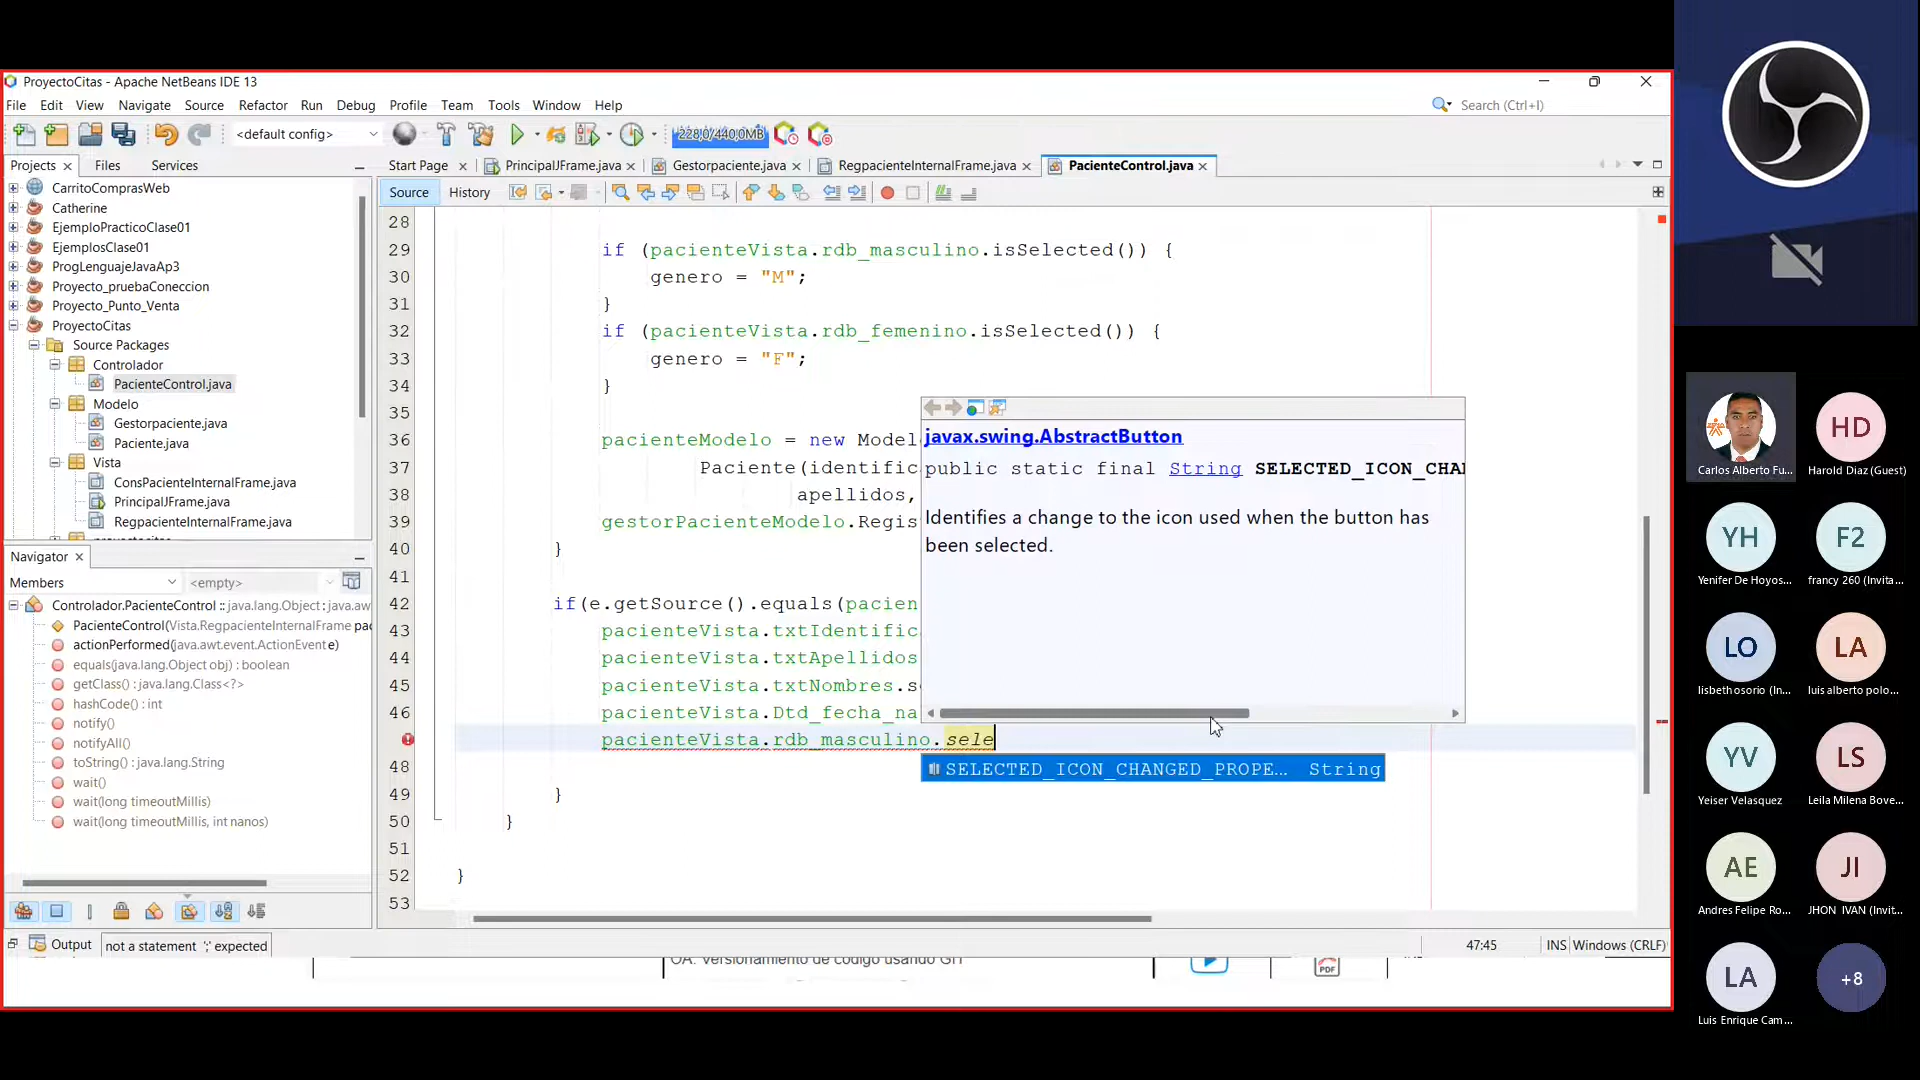 ProyectoCitas - Apache NetBeans IDE 13
File Edit View Navigate Source Refactor Run Debug Profile Team Tools Window Help
Search (Ctrl+I)
<default config>
228,0/440,0MB
Projects Files Services
Start Page PrincipalJFrame.java Gestorpaciente.java RegpacienteInternalFrame.java PacienteControl.java
Source History
CarritoComprasWeb
Catherine
EjemploPracticoClase01
EjemplosClase01
ProgLenguajeJavaAp3
Proyecto_pruebaConeccion
Proyecto_Punto_Venta
ProyectoCitas
Source Packages
Controlador
PacienteControl.java
Modelo
Gestorpaciente.java
Paciente.java
Vista
ConsPacienteInternalFrame.java
PrincipalJFrame.java
RegpacienteInternalFrame.java
Navigator
Members
<empty>
Controlador.PacienteControl :: java.lang.Object : java.aw
PacienteControl(Vista.RegpacienteInternalFrame pac
actionPerformed(java.awt.event.ActionEvent e)
equals(java.lang.Object obj) : boolean
getClass() : java.lang.Class<?>
hashCode() : int
notify()
notifyAll()
toString() : java.lang.String
wait()
wait(long timeoutMillis)
wait(long timeoutMillis, int nanos)
28
29 if (pacienteVista.rdb_masculino.isSelected()) {
30 genero = "M";
31 }
32 if (pacienteVista.rdb_femenino.isSelected()) {
33 genero = "F";
34 }
35
36 pacienteModelo = new Model
37 Paciente(identific
38 apellidos,
39 gestorPacienteModelo.Regis
40 }
41
42 if(e.getSource().equals(pacien
43 pacienteVista.txtIdentific
44 pacienteVista.txtApellidos
45 pacienteVista.txtNombres.s
46 pacienteVista.Dtd_fecha_na
pacienteVista.rdb_masculino.sele
48
49 }
50 }
51
52 }
53
javax.swing.AbstractButton
public static final String SELECTED_ICON_CHA
Identifies a change to the icon used when the button has
been selected.
SELECTED_ICON_CHANGED_PROPE... String
Output not a statement ';' expected
47:45 INS Windows (CRLF)
OA: Versionamiento de codigo usando GIT
PDF
Carlos Alberto Fu...
HD
Harold Diaz (Guest)
YH
Yenifer De Hoyos...
F2
francy 260 (Invita...
LO
lisbeth osorio (In...
LA
luis alberto polo...
YV
Yeiser Velasquez
LS
Leila Milena Bove...
AE
Andres Felipe Ro...
JI
JHON IVAN (Invit...
LA
Luis Enrique Cam...
+8